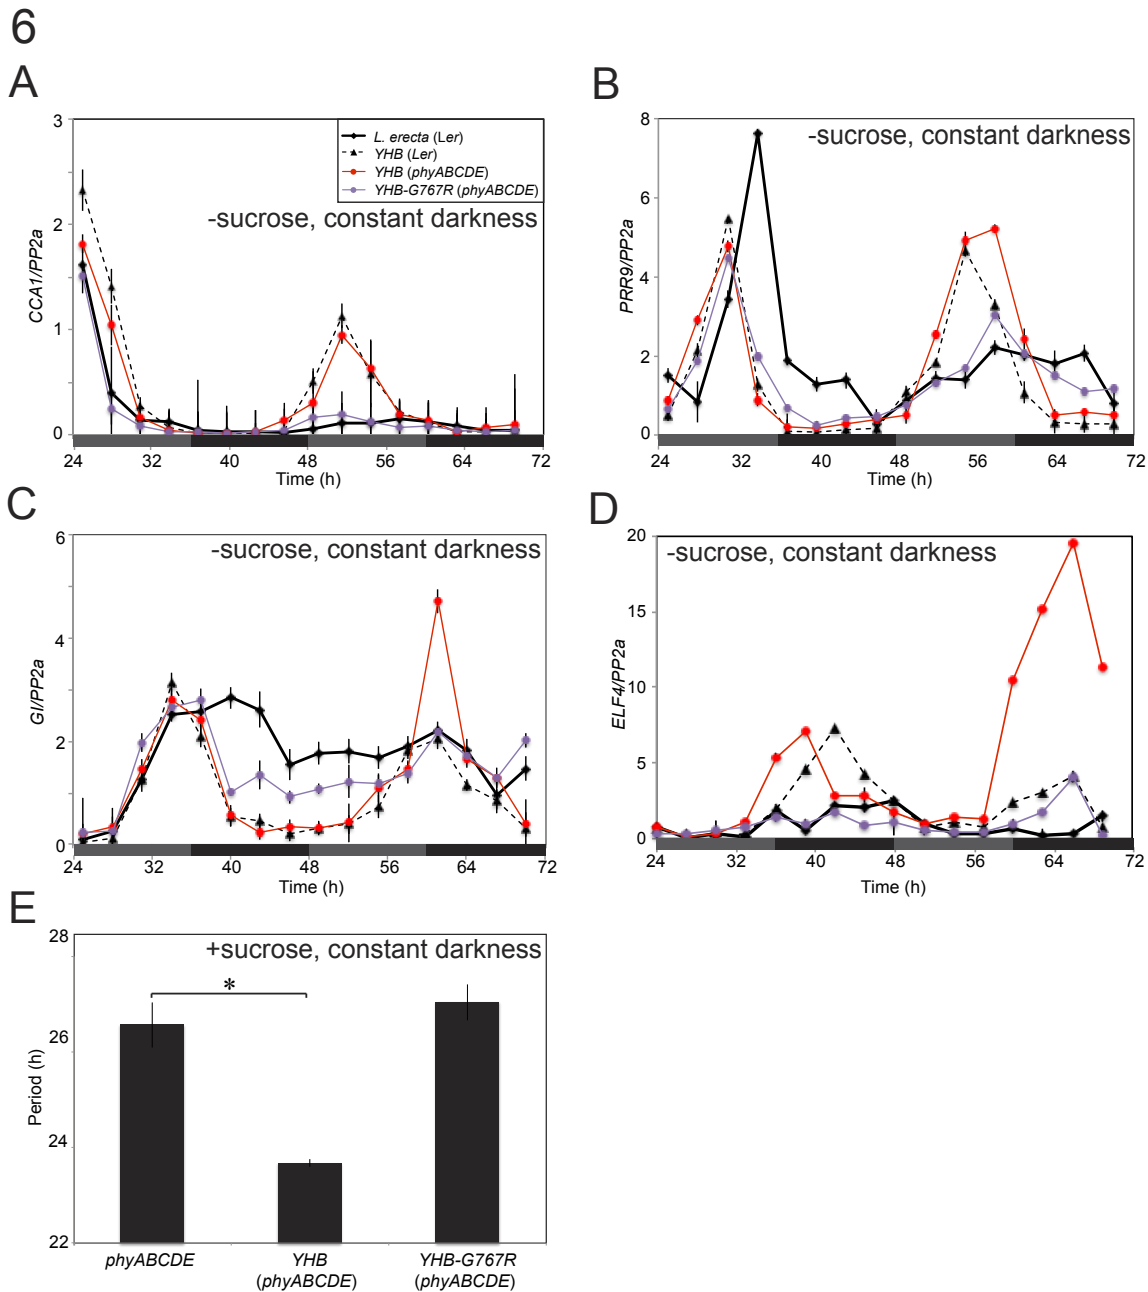 6
A
3
2
1
0
CCA1/PP2a
L. erecta (Ler)
YHB (Ler)
YHB (phyABCDE)
YHB-G767R (phyABCDE)
-sucrose, constant darkness
24 32 40 48 56 64 72
Time (h)
B
8
6
4
2
0
PRR9/PP2a
-sucrose, constant darkness
24 32 40 48 56 64 72
Time (h)
C
6
4
2
0
GI/PP2a
-sucrose, constant darkness
24 32 40 48 56 64 72
Time (h)
D
20
15
10
5
0
ELF4/PP2a
-sucrose, constant darkness
24 32 40 48 56 64 72
Time (h)
E
28
26
24
22
Period (h)
+sucrose, constant darkness
*
phyABCDE
YHB
(phyABCDE)
YHB-G767R
(phyABCDE)